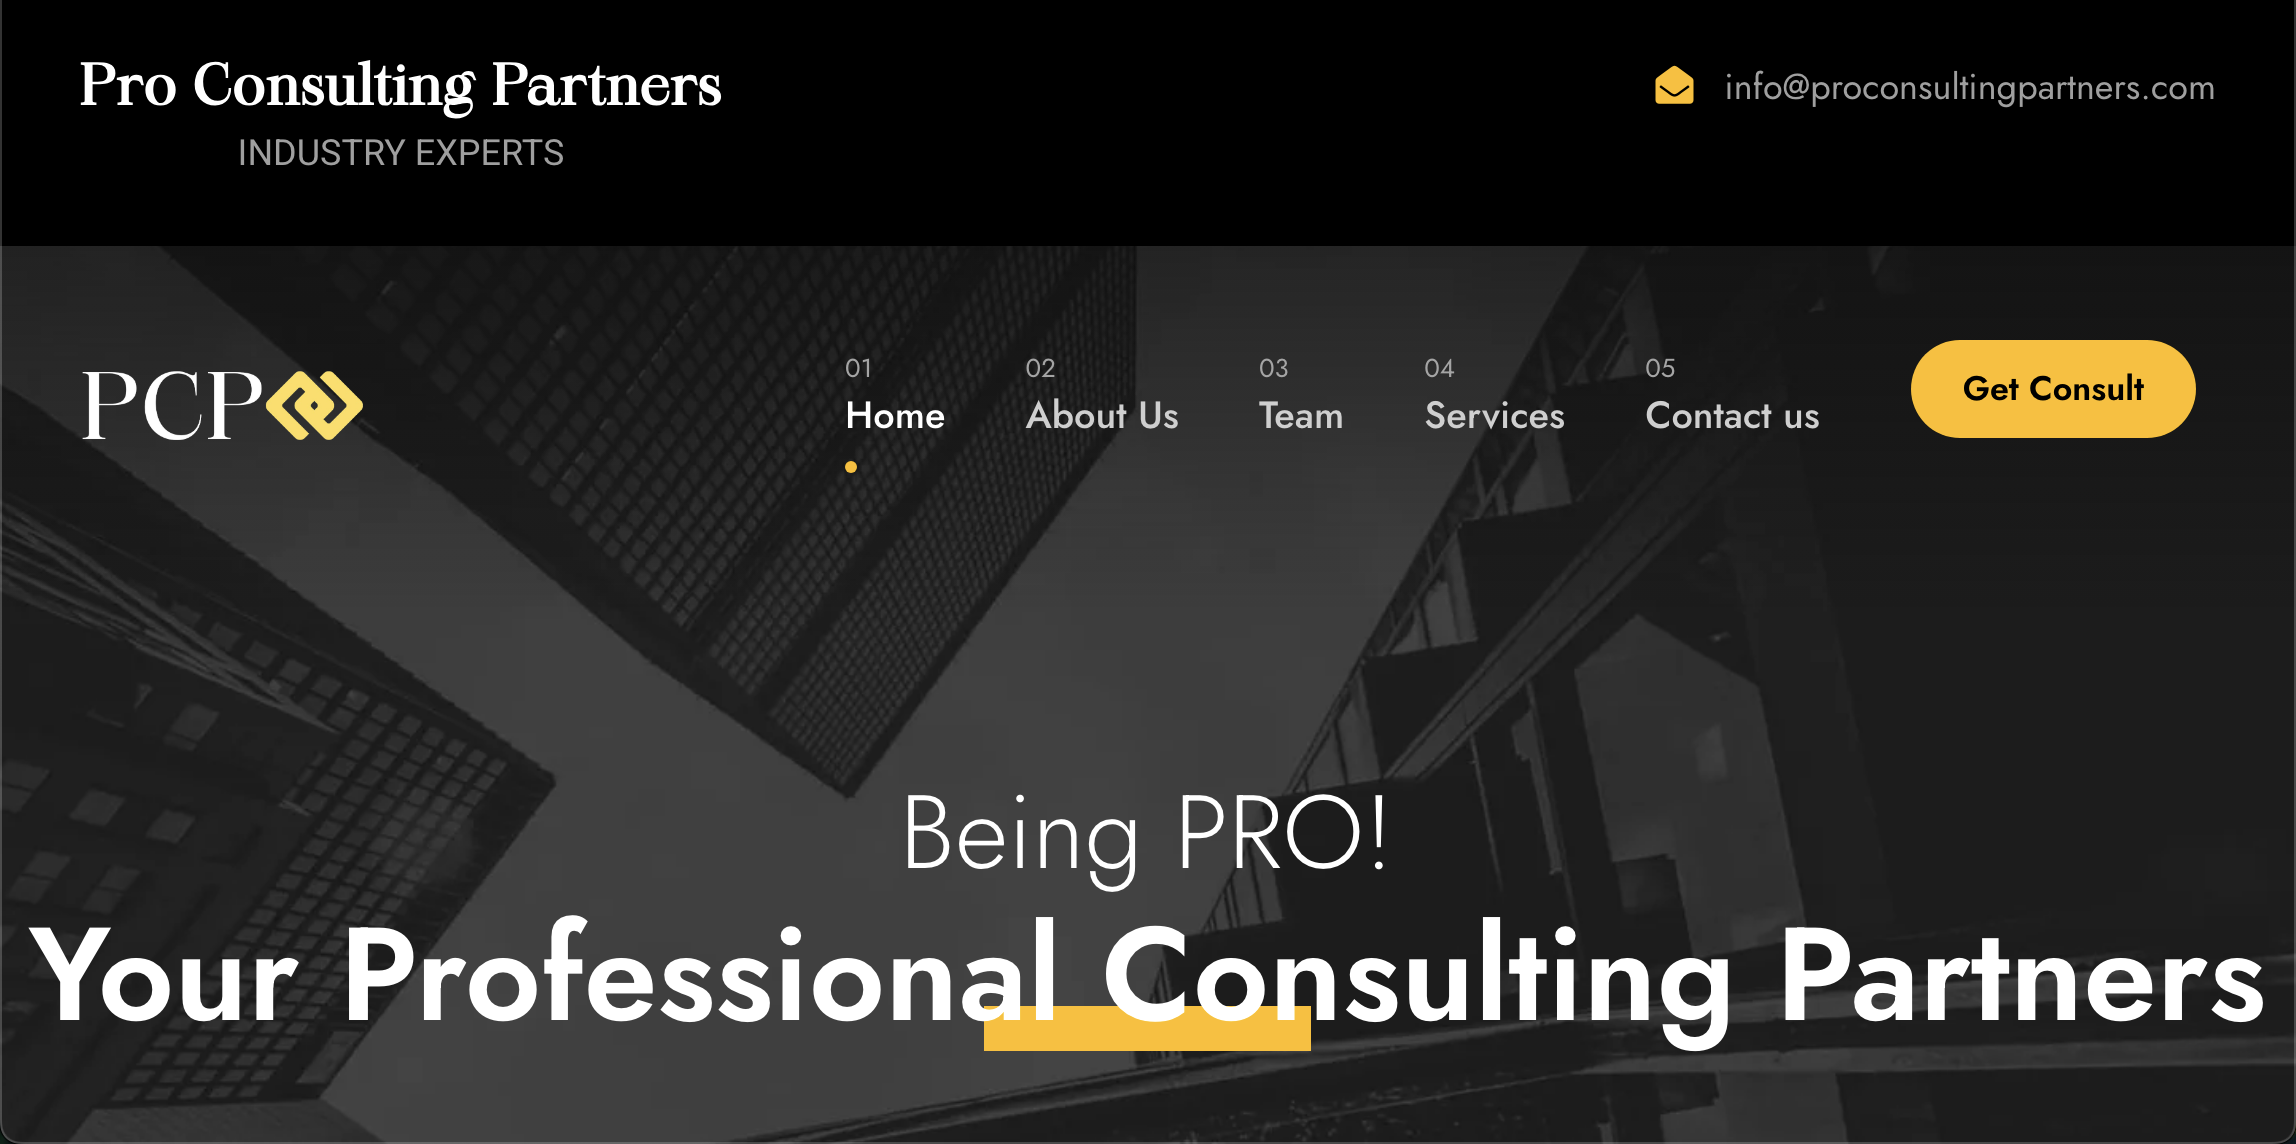 Pro Consulting Partners
INDUSTRY EXPERTS
info@proconsultingpartners.com
PCP
01
Home
02
About Us
03
Team
04
Services
05
Contact us
Get Consult
Being PRO!
Your Professional Consulting Partners